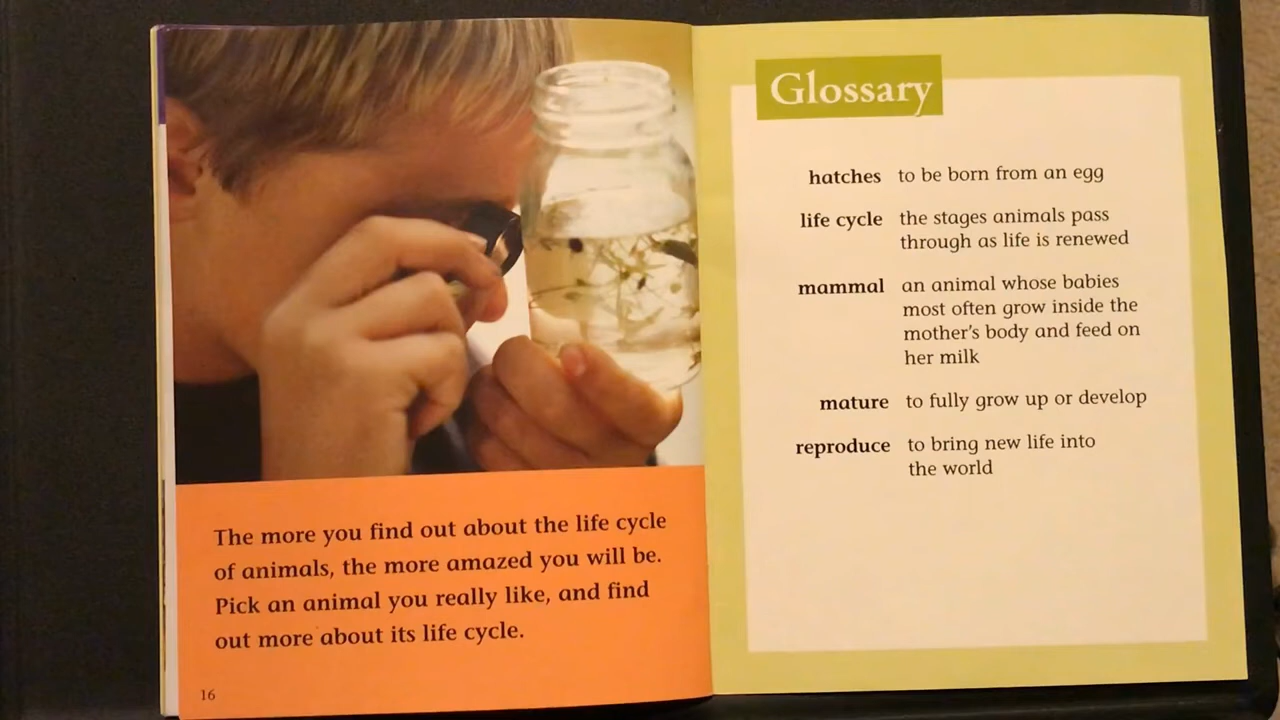 The more you find out about the life cycle
of animals, the more amazed you will be.
Pick an animal you really like, and find
out more about its life cycle.
16
Glossary
hatches to be born from an egg
life cycle the stages animals pass
through as life is renewed
mammal an animal whose babies
most often grow inside the
mother's body and feed on
her milk
mature to fully grow up or develop
reproduce to bring new life into
the world